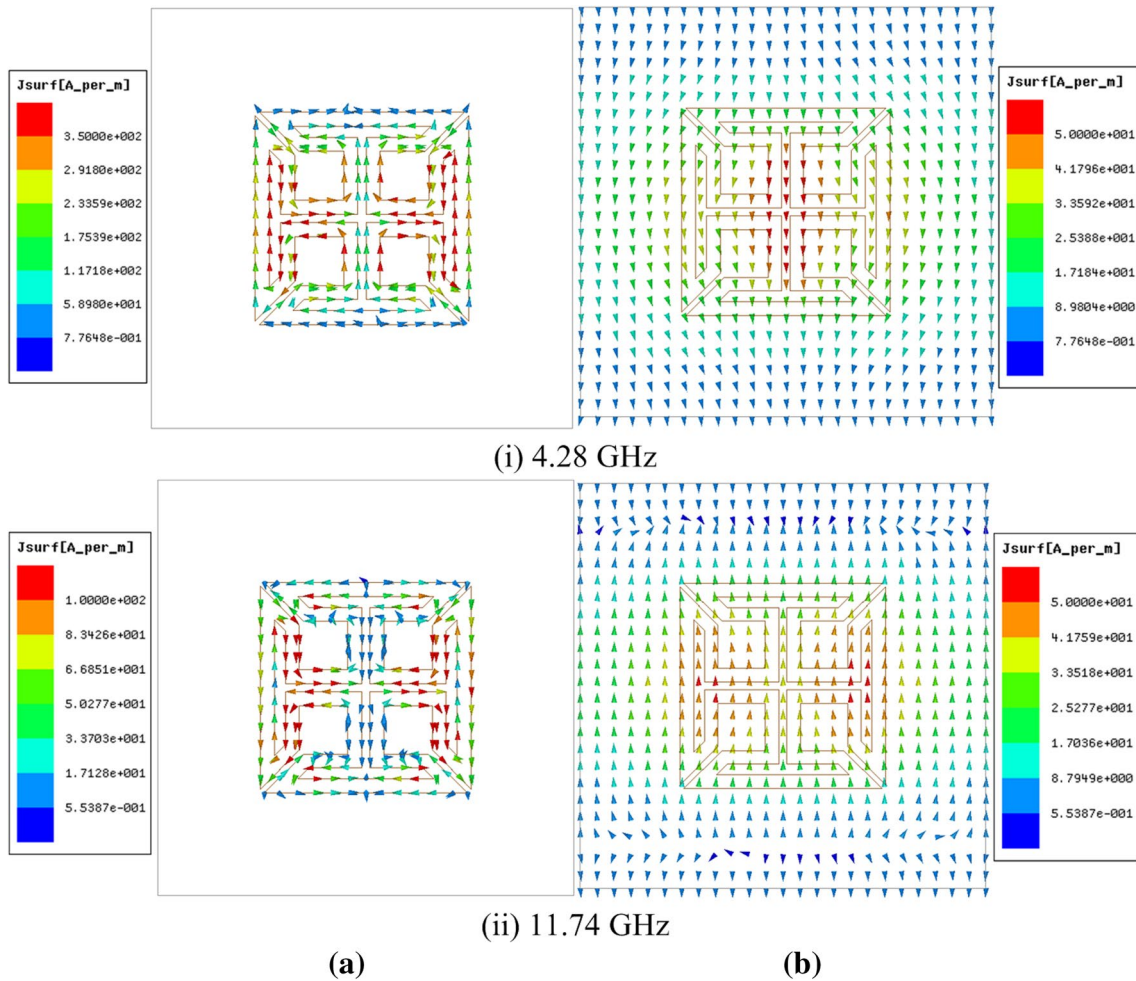 Jsurf[A_per_m]
3.5000e+002
2.9180e+002
2.3359e+002
1.7539e+002
1.1718e+002
5.8980e+001
7.7648e-001
Jsurf[A_per_m]
5.0000e+001
4.1796e+001
3.3592e+001
2.5388e+001
1.7184e+001
8.9804e+000
7.7648e-001
(i) 4.28 GHz
Jsurf[A_per_m]
1.0000e+002
8.3426e+001
6.6851e+001
5.0277e+001
3.3703e+001
1.7128e+001
5.5387e-001
Jsurf[A_per_m]
5.0000e+001
4.1759e+001
3.3518e+001
2.5277e+001
1.7036e+001
8.7949e+000
5.5387e-001
(ii) 11.74 GHz
(a)
(b)